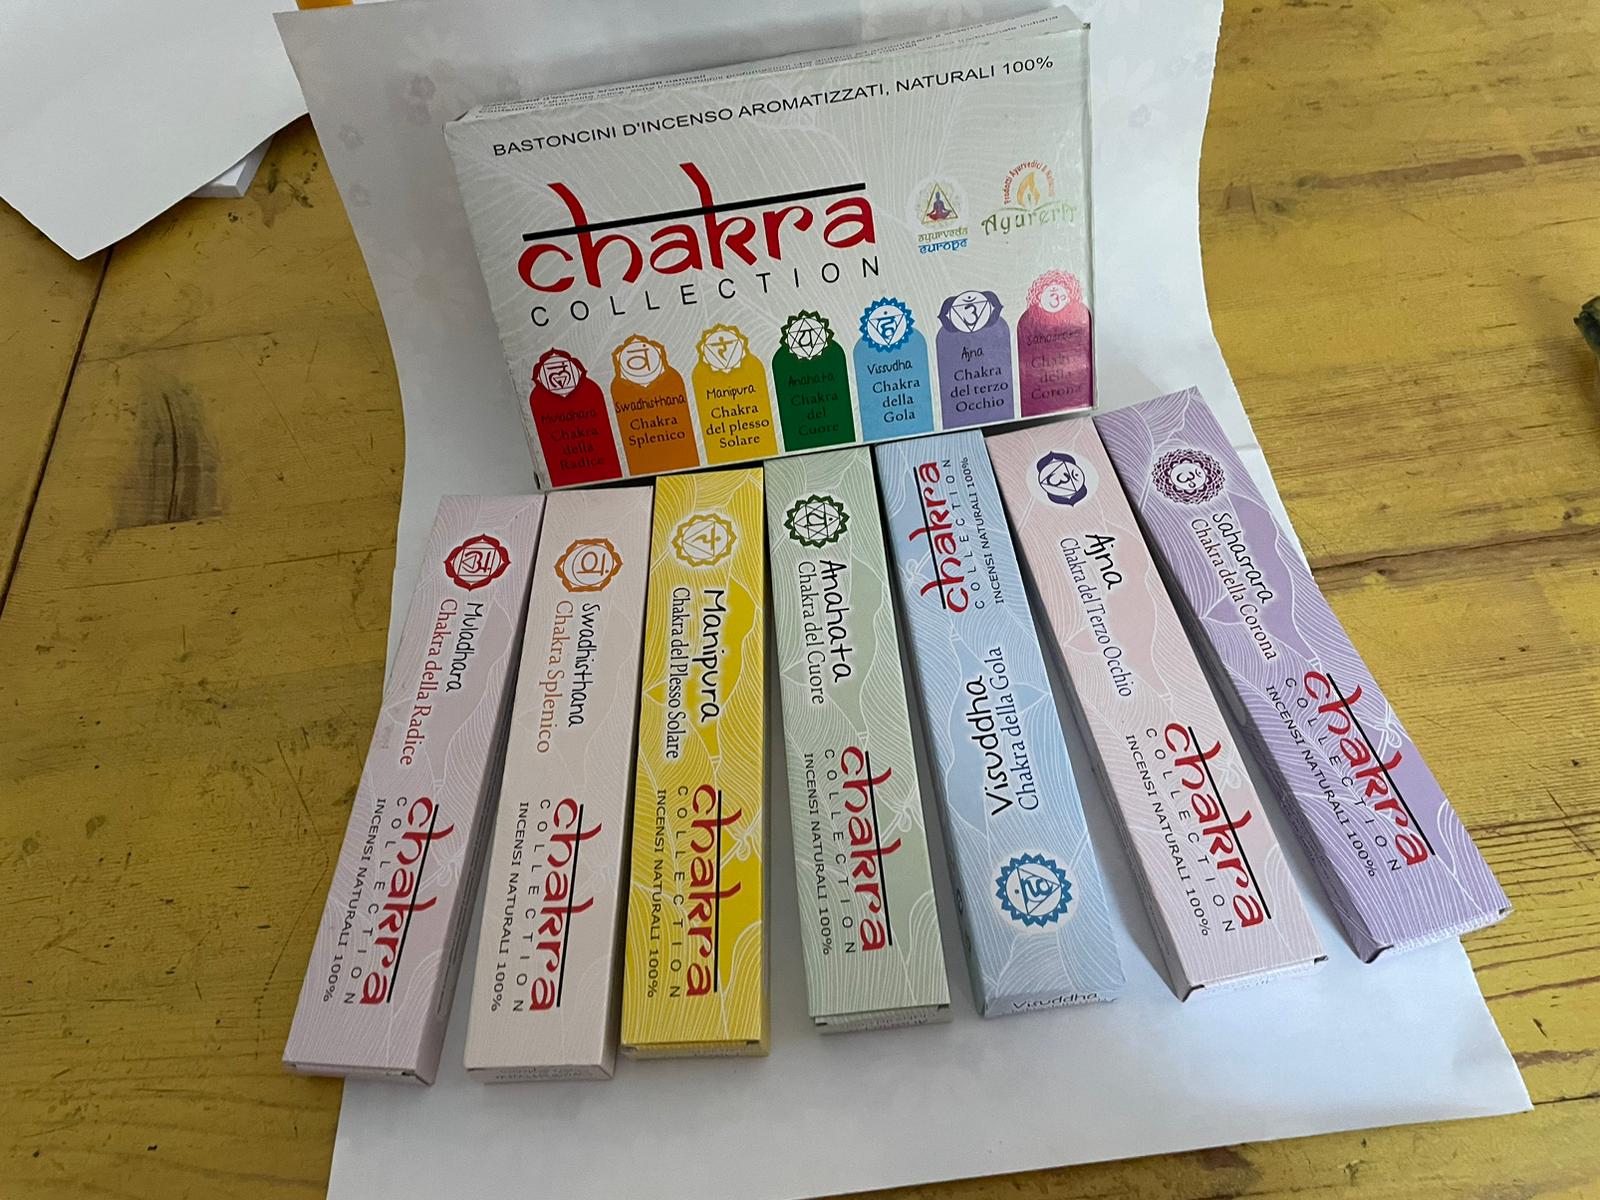 BASTONCINI D'INCENSO AROMATIZZATI, NATURALI 100%
chakra
COLLECTION
ayurveda
europe
Muladhara
Chakra
della
Radice
Swadhisthana
Chakra
Splenico
Manipura
Chakra
del plesso
Solare
Anahata
Chakra
del
Cuore
Vissudha
Chakra
della
Gola
Ajna
Chakra
del terzo
Occhio
Chakra
della
Corona
Muladhara
Chakra della Radice
chakra
COLLECTION
INCENSI NATURALI 100%
Swadhisthana
Chakra Splenico
chakra
COLLECTION
INCENSI NATURALI 100%
Manipura
Chakra del Plesso Solare
chakra
COLLECTION
INCENSI NATURALI 100%
Anahata
Chakra del Cuore
chakra
COLLECTION
INCENSI NATURALI 100%
chakra
COLLECTION
INCENSI NATURALI 100%
Visuddha
Chakra della Gola
Visuddha
Ajna
Chakra del Terzo Occhio
chakra
COLLECTION
INCENSI NATURALI 100%
Sahasrara
Chakra della Corona
chakra
COLLECTION
INCENSI NATURALI 100%